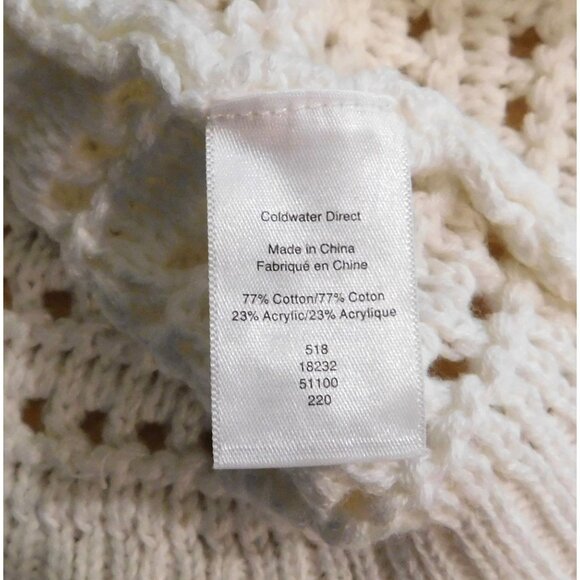 Coldwater Direct
Made in China
Fabriqué en Chine
77% Cotton/77% Coton
23% Acrylic/23% Acrylique
518
18232
51100
220